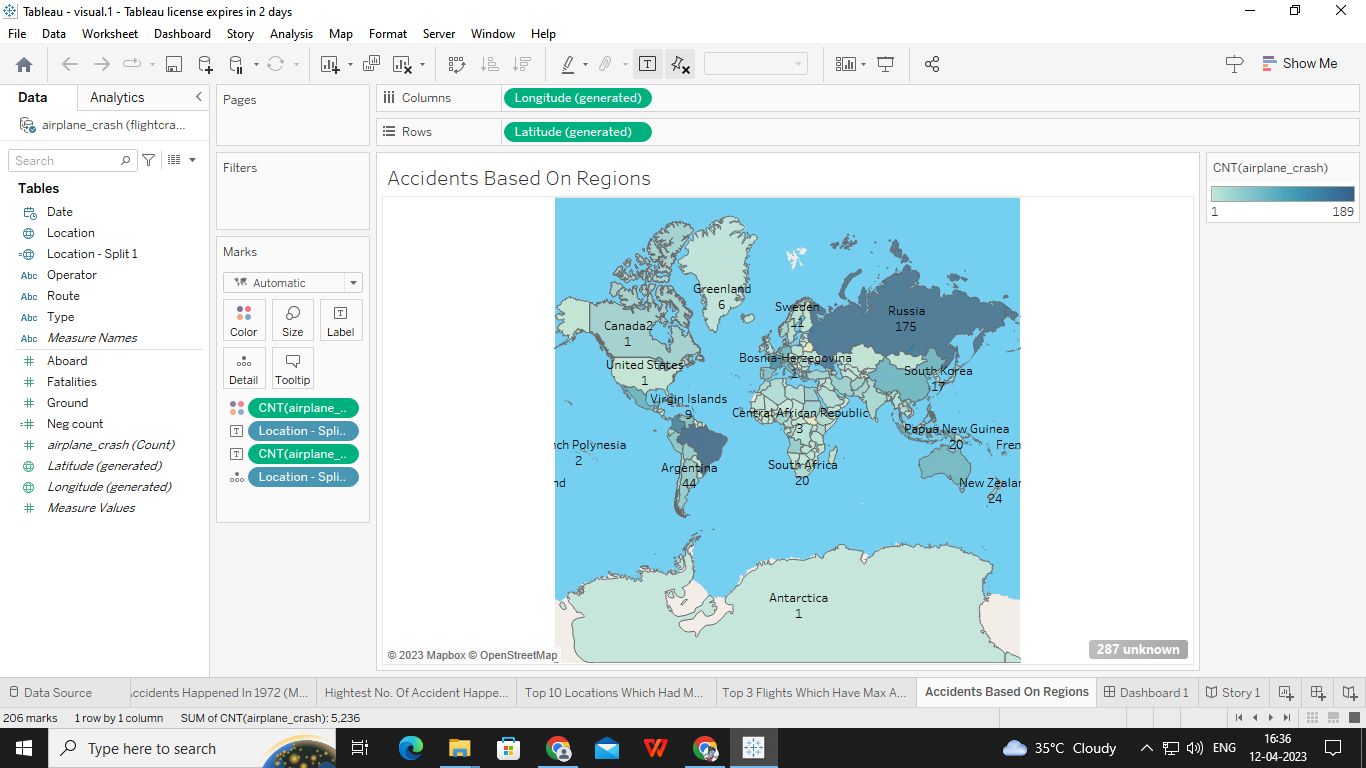 Tableau - visual.1 - Tableau license expires in 2 days
File Data Worksheet Dashboard Story Analysis Map Format Server Window Help
Show Me
Data Analytics
airplane_crash (flightcra...
Search
Tables
Date
Location
Location - Split 1
Abc Operator
Abc Route
Abc Type
Abc Measure Names
Aboard
Fatalities
Ground
Neg count
airplane_crash (Count)
Latitude (generated)
Longitude (generated)
Measure Values
Pages
Filters
Marks
Automatic
Color Size Label
Detail Tooltip
CNT(airplane_..
Location - Spli..
CNT(airplane_..
Location - Spli..
Columns Longitude (generated)
Rows Latitude (generated)
Accidents Based On Regions
Greenland
6
Sweden
11
Russia
175
Canada2
1
United States
1
Bosnia-Herzegovina
1
South Korea
17
Virgin Islands
9
Central African Republic
3
Papua New Guinea
20
nch Polynesia
2
Fren
Argentina
44
South Africa
20
nd
New Zealan
24
Antarctica
1
© 2023 Mapbox © OpenStreetMap
287 unknown
CNT(airplane_crash)
1 189
Data Source
Accidents Happened In 1972 (M...
Hightest No. Of Accident Happe...
Top 10 Locations Which Had M...
Top 3 Flights Which Have Max A...
Accidents Based On Regions
Dashboard 1
Story 1
206 marks 1 row by 1 column SUM of CNT(airplane_crash): 5,236
Type here to search
35°C Cloudy
ENG
16:36
12-04-2023